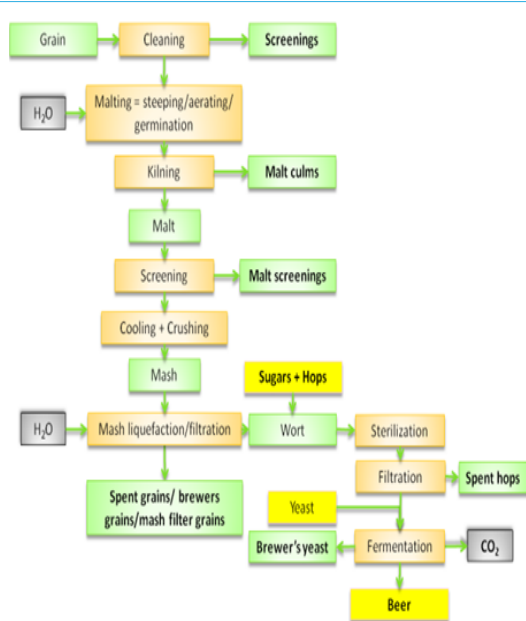 Grain
Cleaning
Screenings
H₂O
Malting = steeping/aerating/
germination
Kilning
Malt culms
Malt
Screening
Malt screenings
Cooling + Crushing
Mash
Sugars + Hops
H₂O
Mash liquefaction/filtration
Wort
Sterilization
Filtration
Spent hops
Spent grains/ brewers
grains/mash filter grains
Yeast
Brewer's yeast
Fermentation
CO₂
Beer